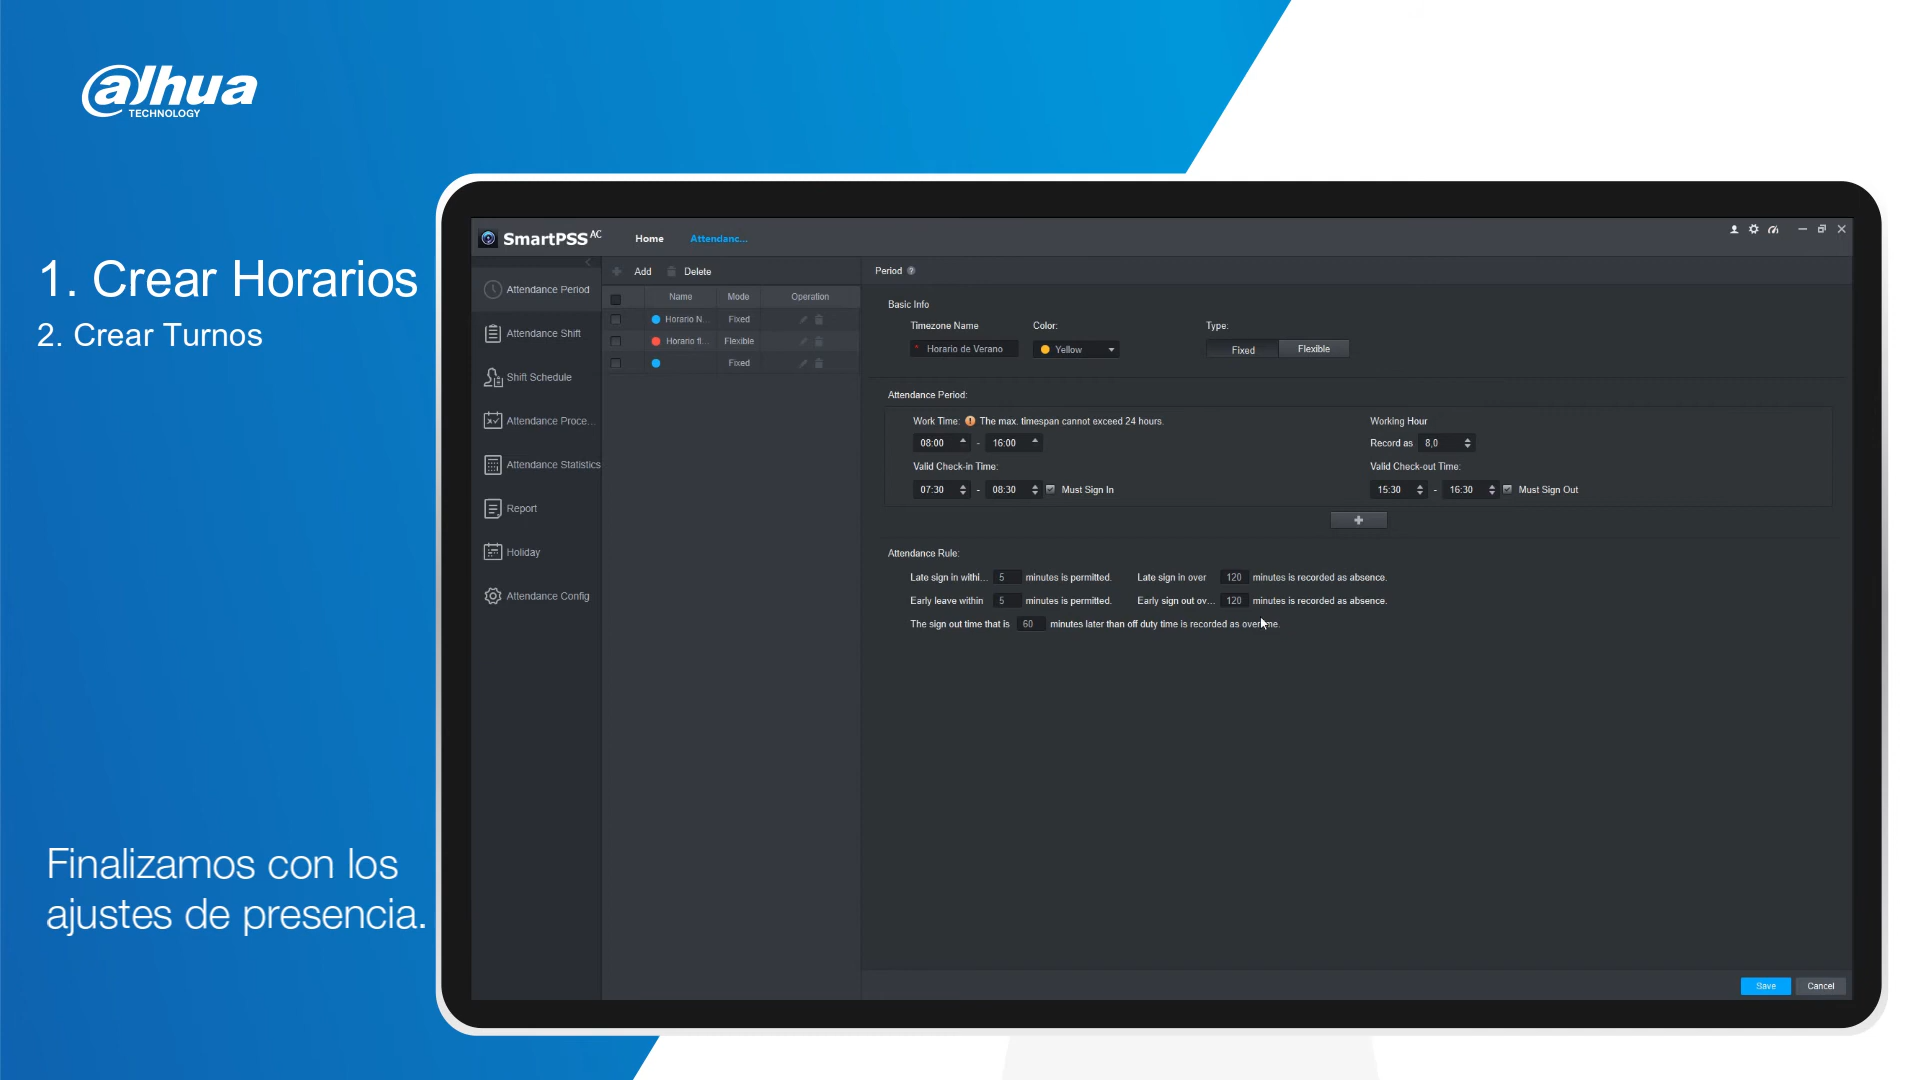 alhua
TECHNOLOGY
1. Crear Horarios
2. Crear Turnos
Finalizamos con los
ajustes de presencia.
SmartPSS AC
Home
Attendanc...
Attendance Period
Attendance Shift
Shift Schedule
Attendance Proce...
Attendance Statistics
Report
Holiday
Attendance Config
Add
Delete
Name Mode Operation
Horario N... Fixed
Horario fl... Flexible
Fixed
Period
Basic Info
Timezone Name Color: Type:
* Horario de Verano Yellow Fixed Flexible
Attendance Period:
Work Time: The max. timespan cannot exceed 24 hours. Working Hour
08:00 - 16:00 Record as 8,0
Valid Check-in Time: Valid Check-out Time:
07:30 - 08:30 Must Sign In 15:30 - 16:30 Must Sign Out
Attendance Rule:
Late sign in withi... 5 minutes is permitted. Late sign in over 120 minutes is recorded as absence.
Early leave within 5 minutes is permitted. Early sign out ov... 120 minutes is recorded as absence.
The sign out time that is 60 minutes later than off duty time is recorded as overtime.
Save Cancel